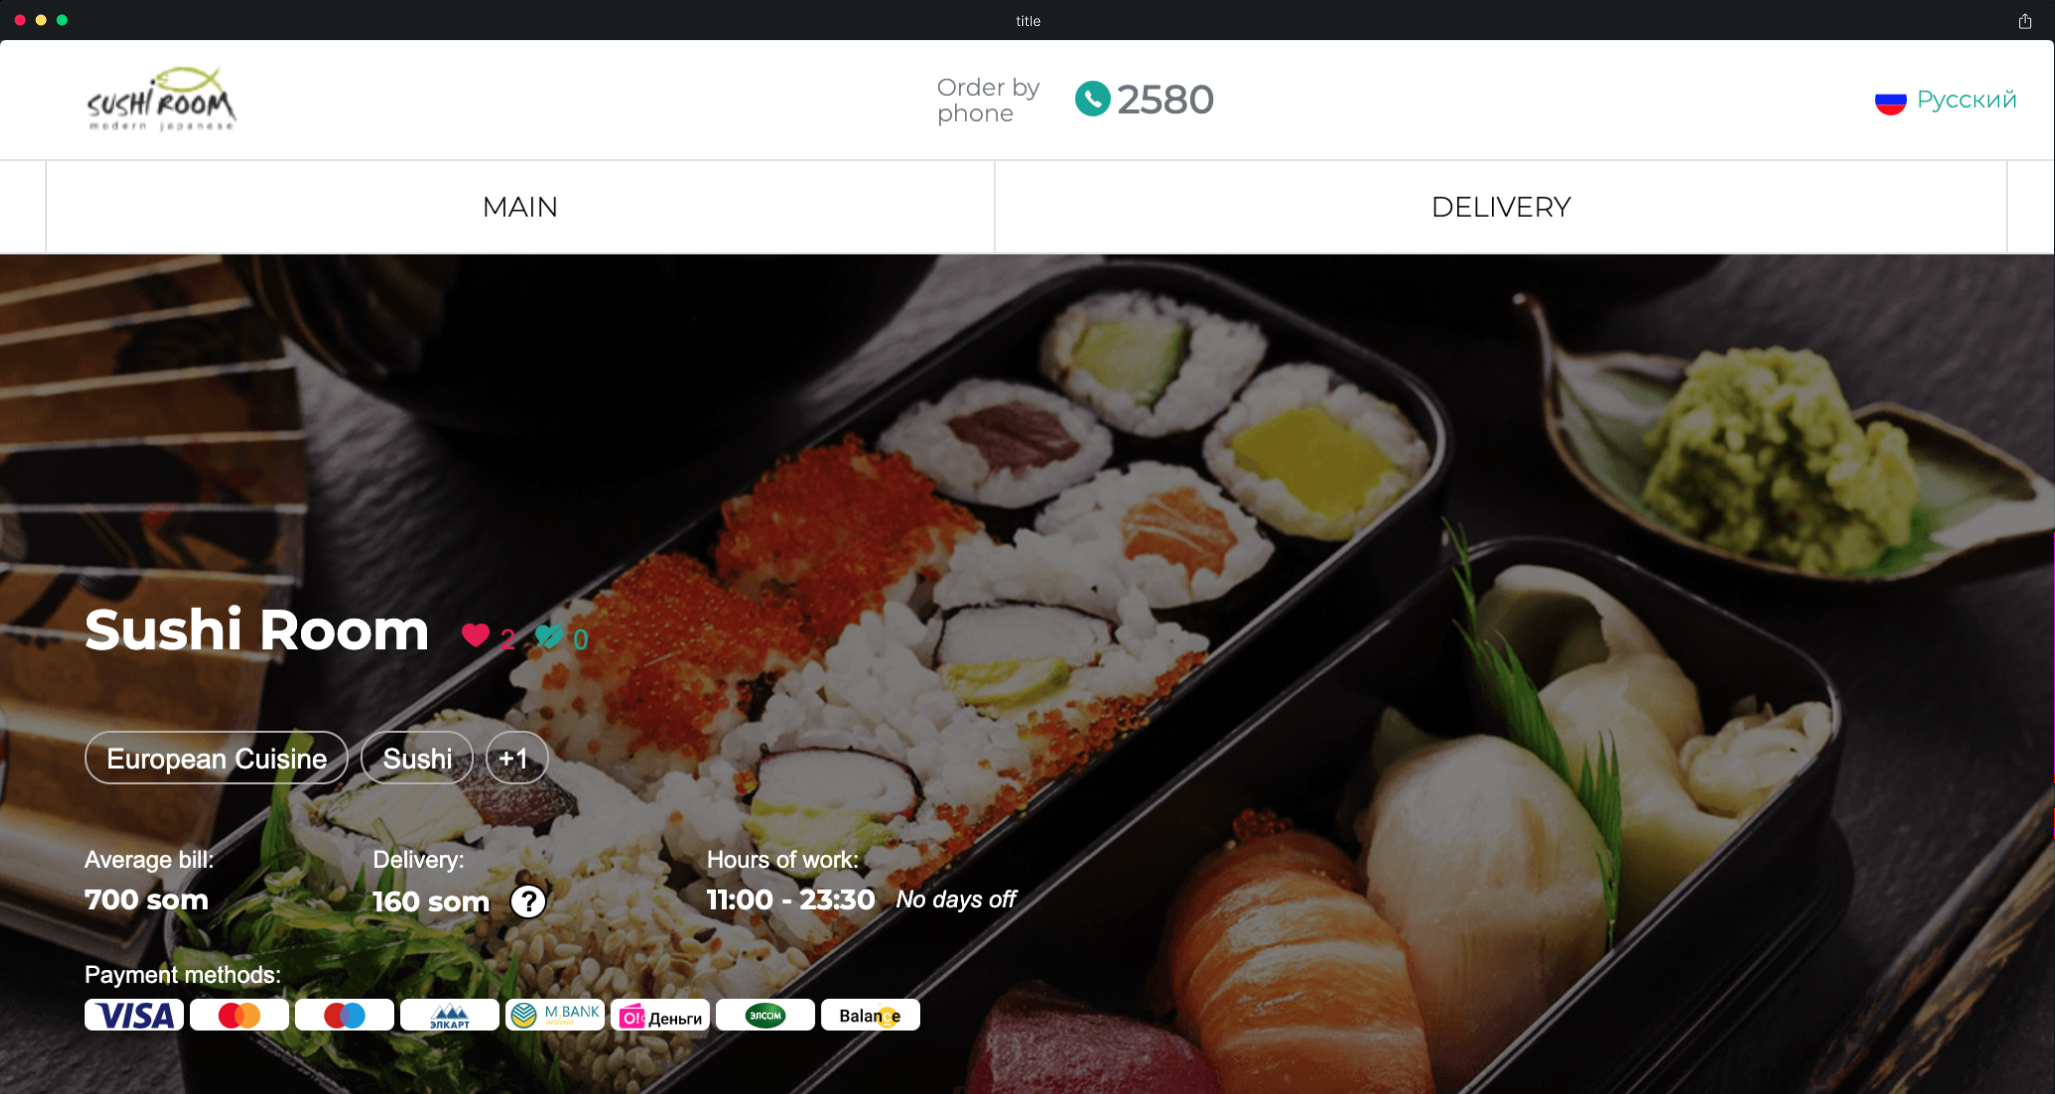 title
SUSHI ROOM
modern japanese
Order by
phone
2580
Русский
MAIN
DELIVERY
Sushi Room
2
0
European Cuisine
Sushi
+1
Average bill:
700 som
Delivery:
160 som
?
Hours of work:
11:00 - 23:30
No days off
Payment methods:
VISA
ЭЛКАРТ
M BANK
online
O! Деньги
ЭЛСОМ
Balance